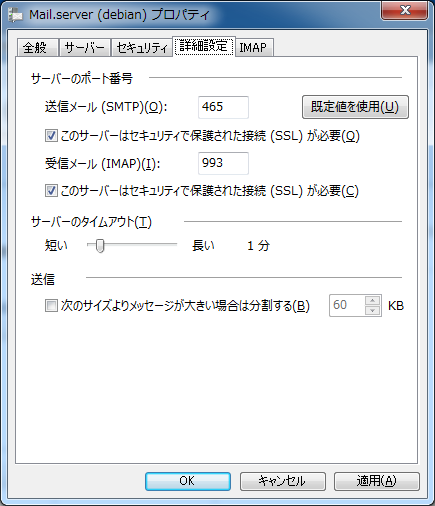 Mail.server (debian) プロパティ
全般 サーバー セキュリティ 詳細設定 IMAP
サーバーのポート番号
送信メール (SMTP)(O): 465 既定値を使用(U)
このサーバーはセキュリティで保護された接続 (SSL) が必要(Q)
受信メール (IMAP)(I): 993
このサーバーはセキュリティで保護された接続 (SSL) が必要(C)
サーバーのタイムアウト(T)
短い 長い 1 分
送信
次のサイズよりメッセージが大きい場合は分割する(B) 60 KB
OK キャンセル 適用(A)